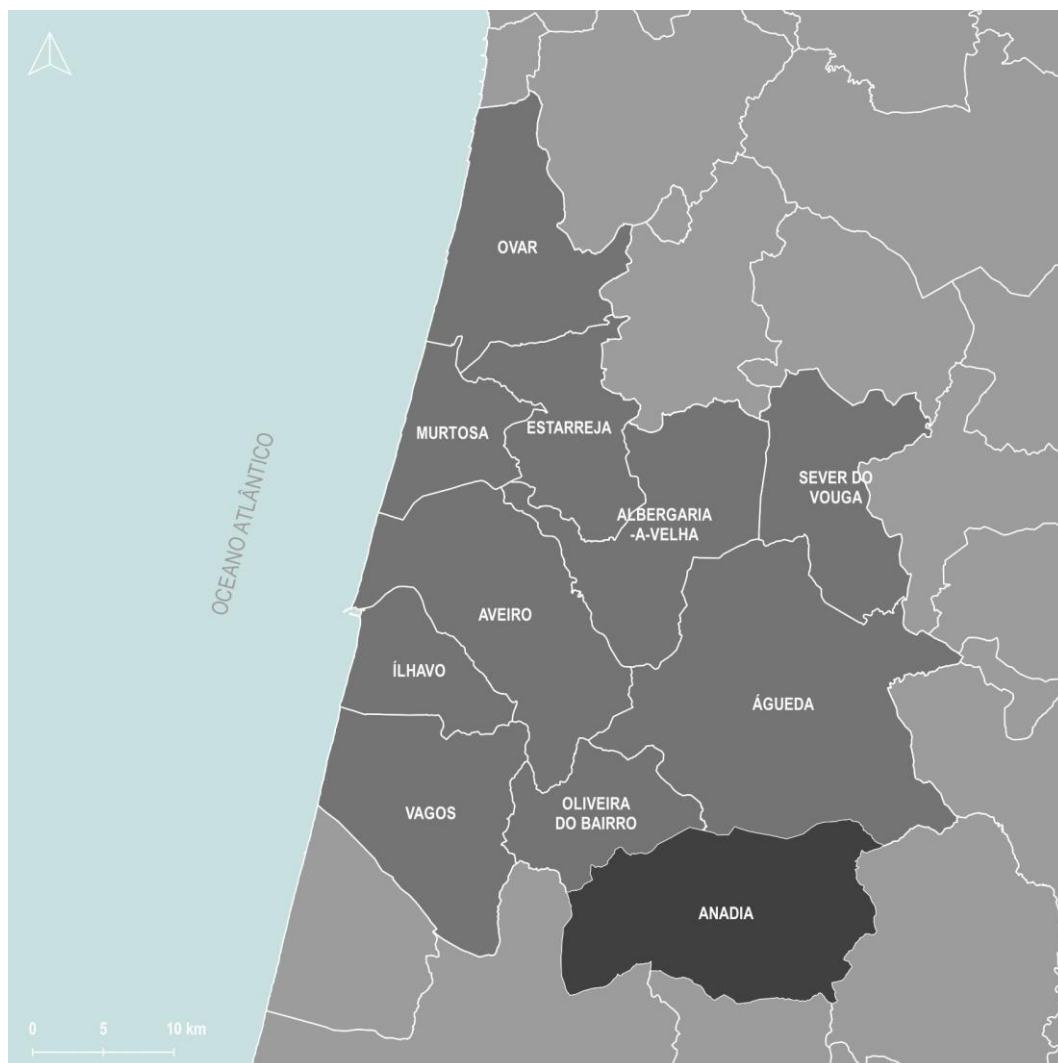 OVAR
MURTOSA
ESTARREJA
SEVER DO
VOUGA
ALBERGARIA
-A-VELHA
OCEANO ATLÂNTICO
AVEIRO
ÍLHAVO
ÁGUEDA
VAGOS
OLIVEIRA
DO BAIRRO
ANADIA
0 5 10 km